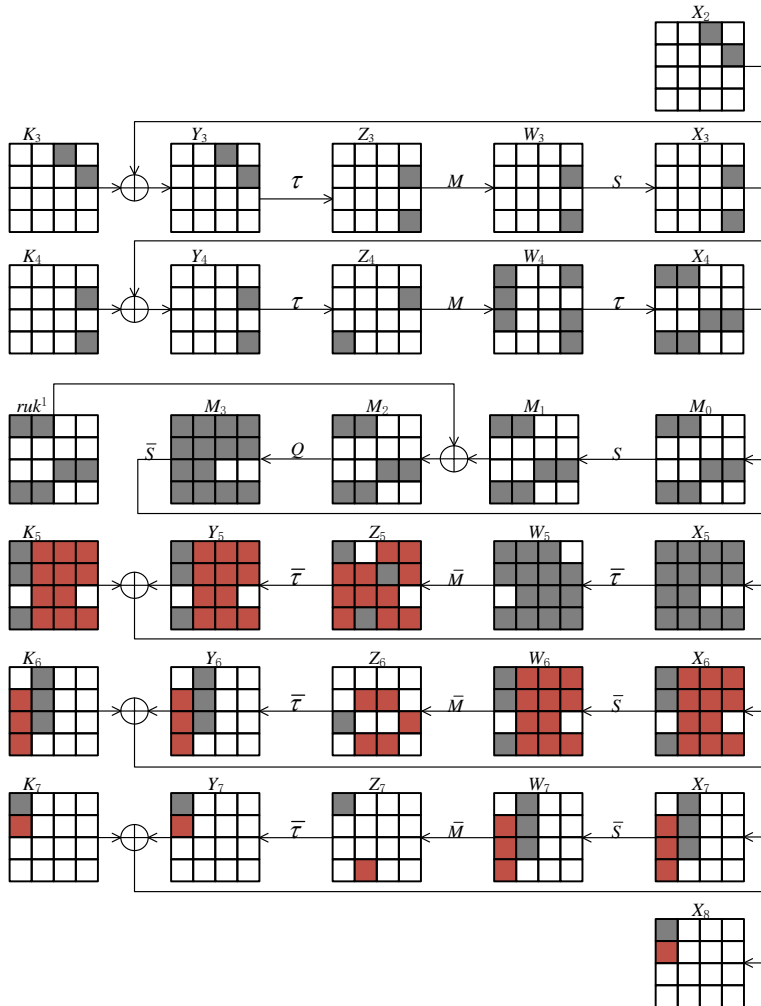 X₂
K₃ Y₃ Z₃ W₃ X₃
τ M S
K₄ Y₄ Z₄ W₄ X₄
τ M τ
ruk¹ M₃ M₂ M₁ M₀
S̄ Q S
K₅ Y₅ Z₅ W₅ X₅
τ̄ M̄ τ̄
K₆ Y₆ Z₆ W₆ X₆
τ̄ M̄ S̄
K₇ Y₇ Z₇ W₇ X₇
τ̄ M̄ S̄
X₈